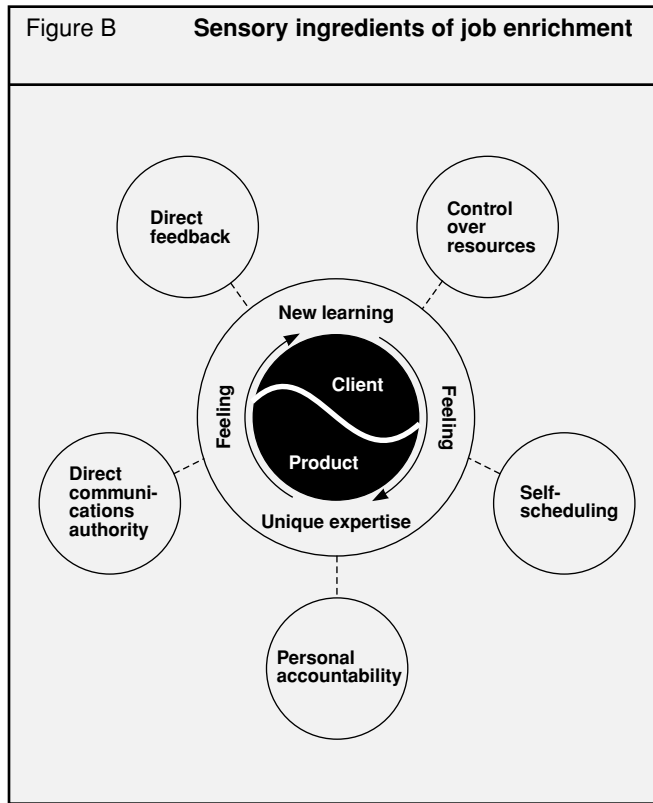 Figure B Sensory ingredients of job enrichment
Direct
feedback
Control
over
resources
New learning
Feeling
Client
Feeling
Product
Unique expertise
Direct
communi-
cations
authority
Self-
scheduling
Personal
accountability